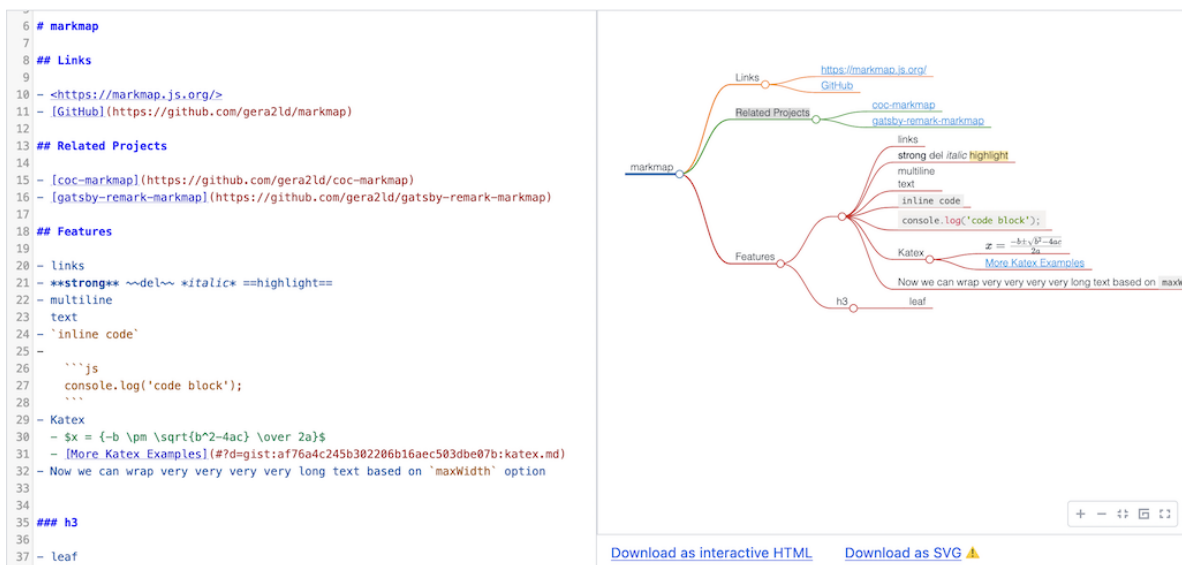 6 # markmap
7
8 ## Links
9
10 - <https://markmap.js.org/>
11 - [GitHub](https://github.com/gera2ld/markmap)
12
13 ## Related Projects
14
15 - [coc-markmap](https://github.com/gera2ld/coc-markmap)
16 - [gatsby-remark-markmap](https://github.com/gera2ld/gatsby-remark-markmap)
17
18 ## Features
19
20 - links
21 - **strong** ~~del~~ *italic* ==highlight==
22 - multiline
23   text
24 - `inline code`
25 -
26     ```js
27     console.log('code block');
28     ```
29 - Katex
30   - $x = {-b \pm \sqrt{b^2-4ac} \over 2a}$
31   - [More Katex Examples](#?d=gist:af76a4c245b302206b16aec503dbe07b:katex.md)
32 - Now we can wrap very very very very long text based on `maxWidth` option
33
34
35 ### h3
36
37 - leaf
markmap
Links
https://markmap.js.org/
GitHub
Related Projects
coc-markmap
gatsby-remark-markmap
Features
links
strong del italic highlight
multiline
text
inline code
console.log('code block');
Katex
x = −b±√b²−4ac / 2a
More Katex Examples
Now we can wrap very very very very long text based on maxW
h3
leaf
Download as interactive HTML
Download as SVG ⚠️